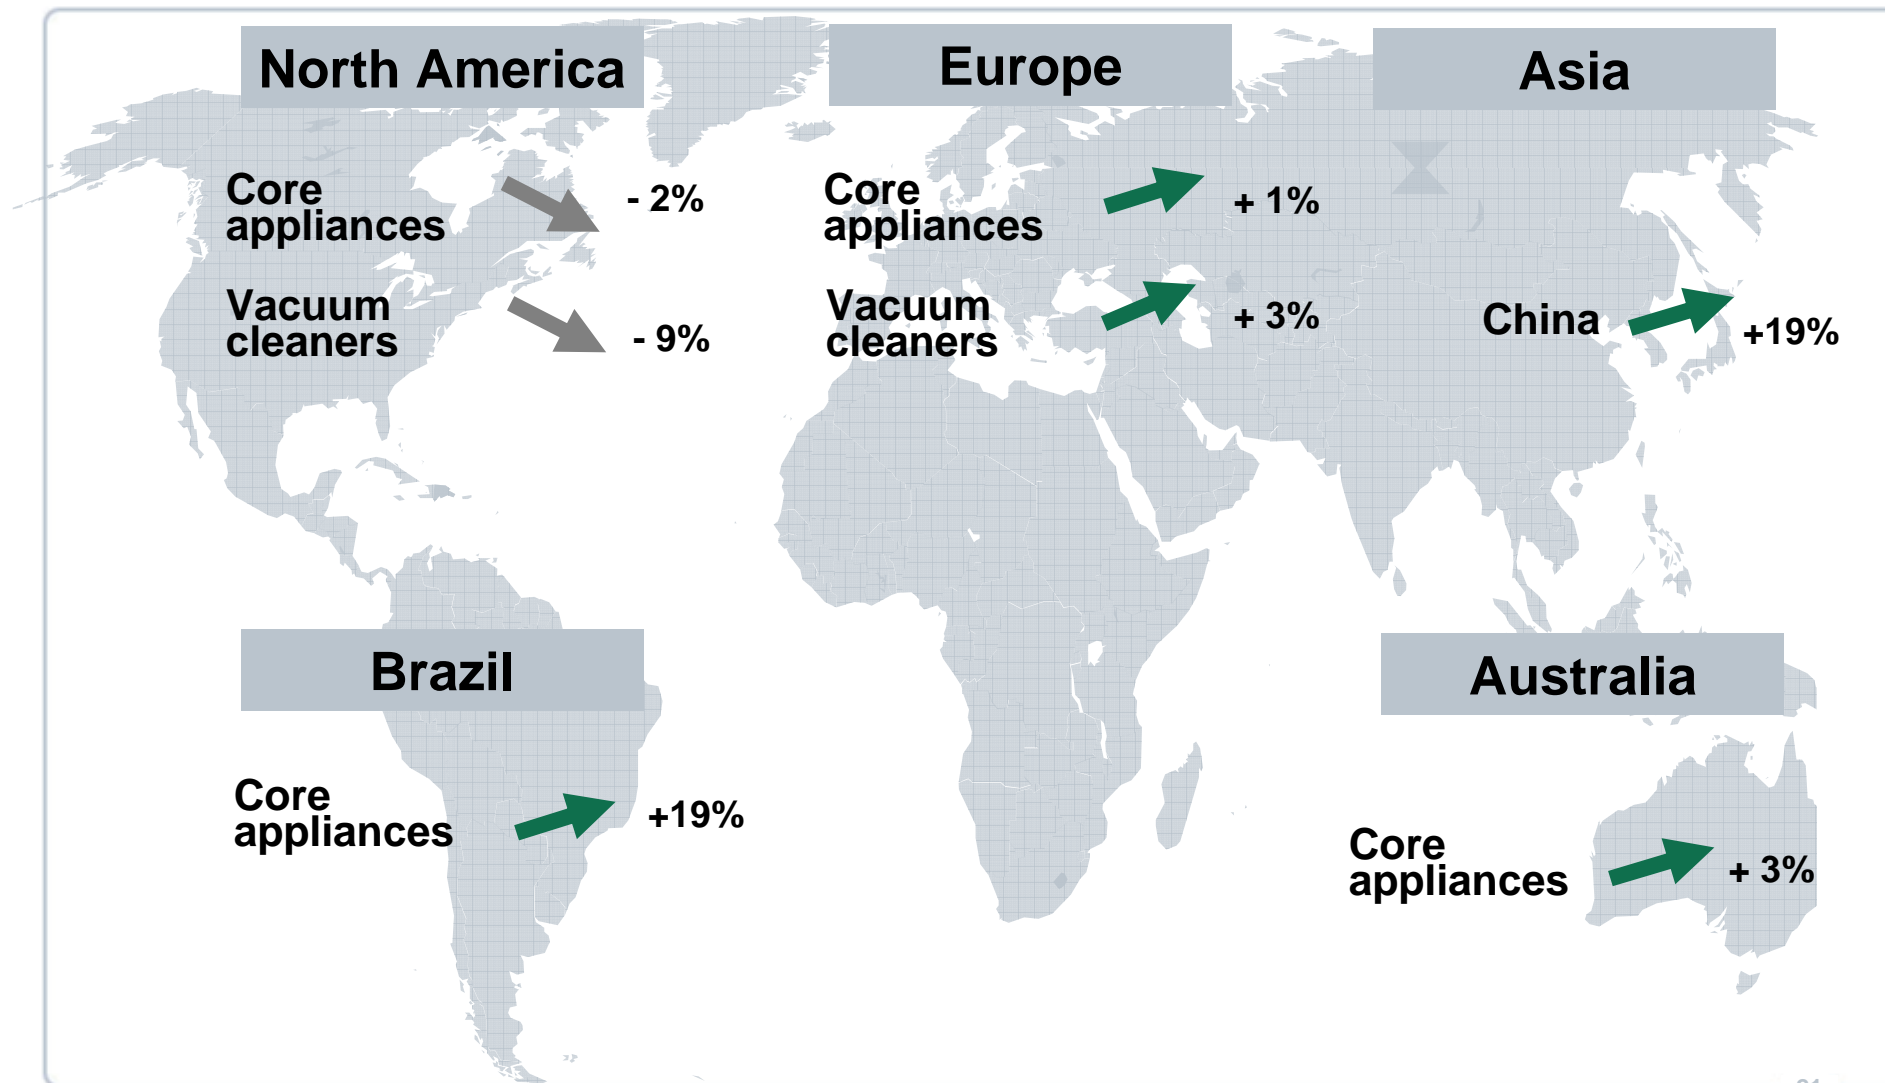 North America
Core
appliances
- 2%
Vacuum
cleaners
- 9%
Europe
Core
appliances
+ 1%
Vacuum
cleaners
+ 3%
Asia
China
+19%
Brazil
Core
appliances
+19%
Australia
Core
appliances
+ 3%